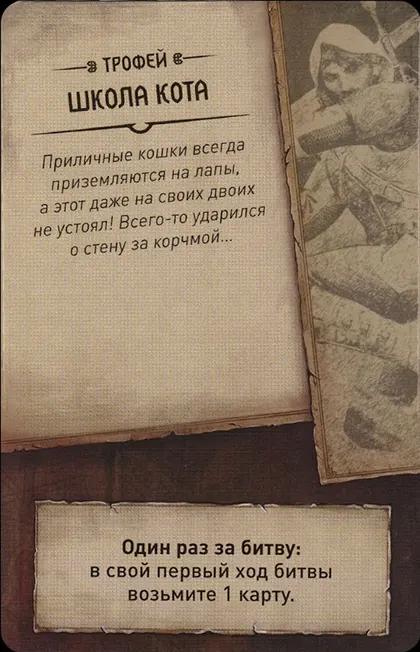 ТРОФЕЙ
ШКОЛА КОТА
Приличные кошки всегда
приземляются на лапы,
а этот даже на своих двоих
не устоял! Всего-то ударился
о стену за корчмой...
Один раз за битву:
в свой первый ход битвы
возьмите 1 карту.